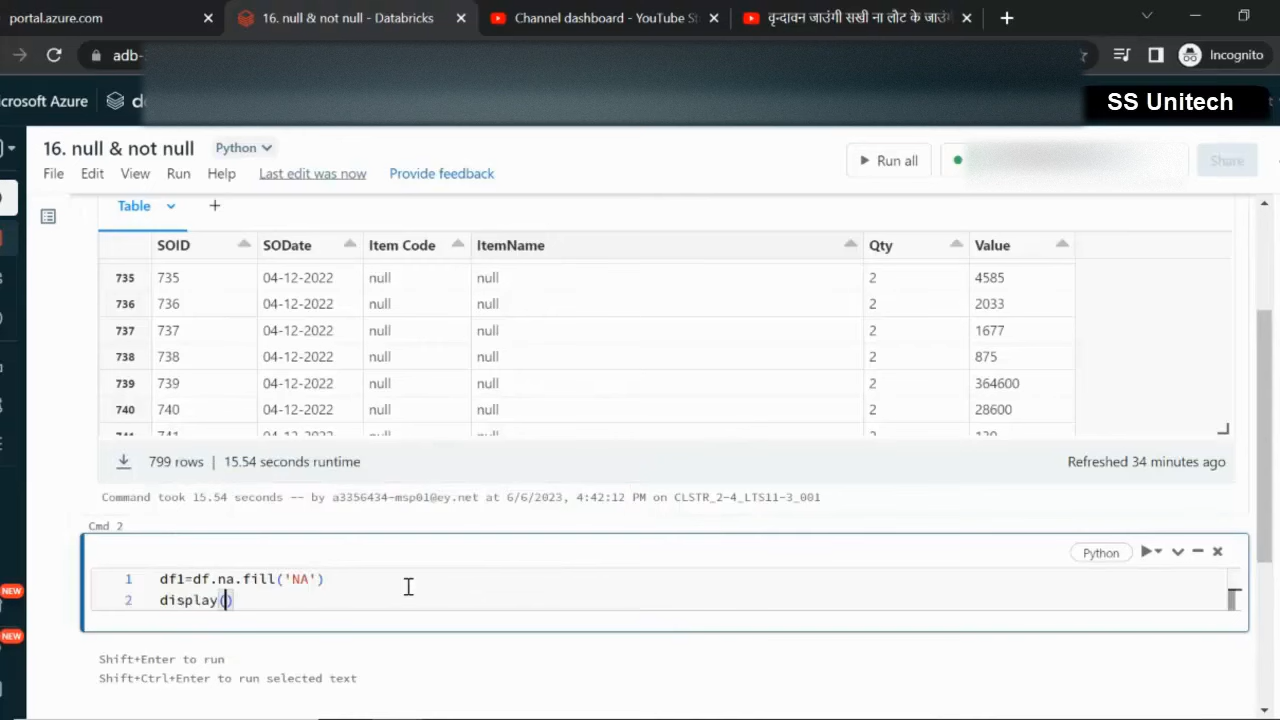 portal.azure.com
16. null & not null - Databricks
Channel dashboard - YouTube St
वृन्दावन जाउंगी सखी ना लौट के जाउं
adb-
Incognito
icrosoft Azure
SS Unitech
16. null & not null Python
File Edit View Run Help Last edit was now Provide feedback
Run all
Share
Table +
SOID SODate Item Code ItemName Qty Value
735 735 04-12-2022 null null 2 4585
736 736 04-12-2022 null null 2 2033
737 737 04-12-2022 null null 2 1677
738 738 04-12-2022 null null 2 875
739 739 04-12-2022 null null 2 364600
740 740 04-12-2022 null null 2 28600
799 rows | 15.54 seconds runtime
Refreshed 34 minutes ago
Command took 15.54 seconds -- by a3356434-msp01@ey.net at 6/6/2023, 4:42:12 PM on CLSTR_2-4_LTS11-3_001
Cmd 2
Python
1 df1=df.na.fill('NA')
2 display()
NEW
NEW
Shift+Enter to run
Shift+Ctrl+Enter to run selected text